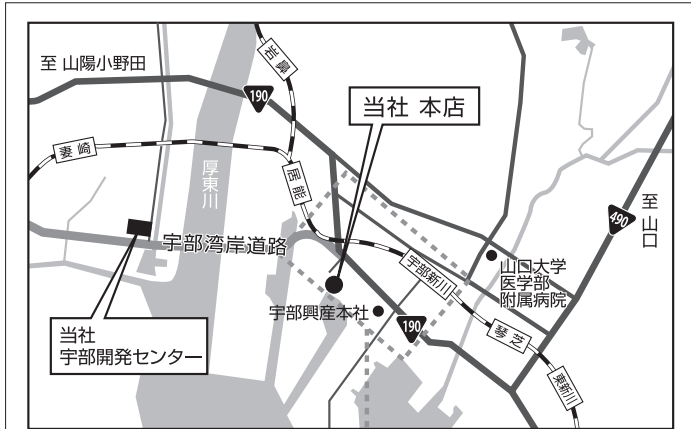 至 山陽小野田
岩鼻
190
当社 本店
妻崎
厚東川
居能
至 山口
490
宇部湾岸道路
宇部新川
山口大学
医学部
附属病院
宇部興産本社
190
当社
宇部開発センター
琴芝
東新川